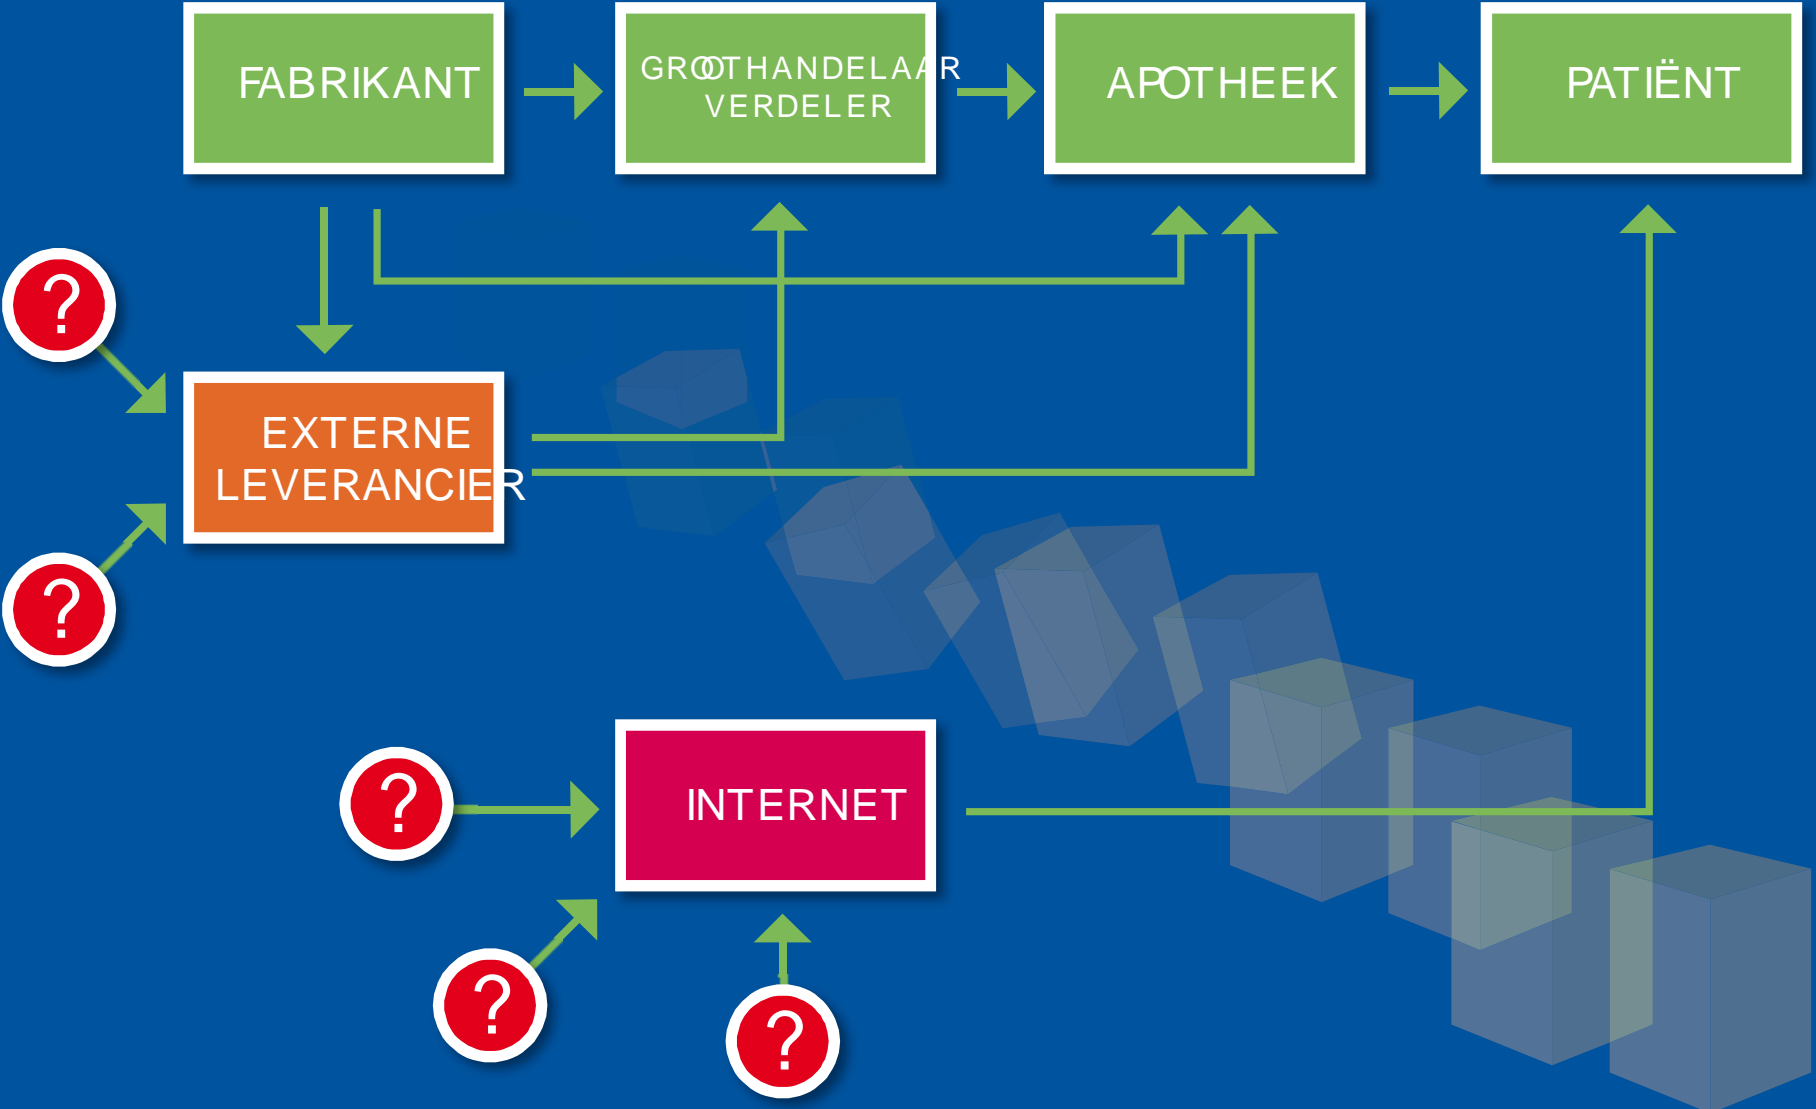 FABRIKANT
GROOTHANDELAAR
VERDELER
APOTHEEK
PATIËNT
?
EXTERNE
LEVERANCIER
?
?
INTERNET
?
?